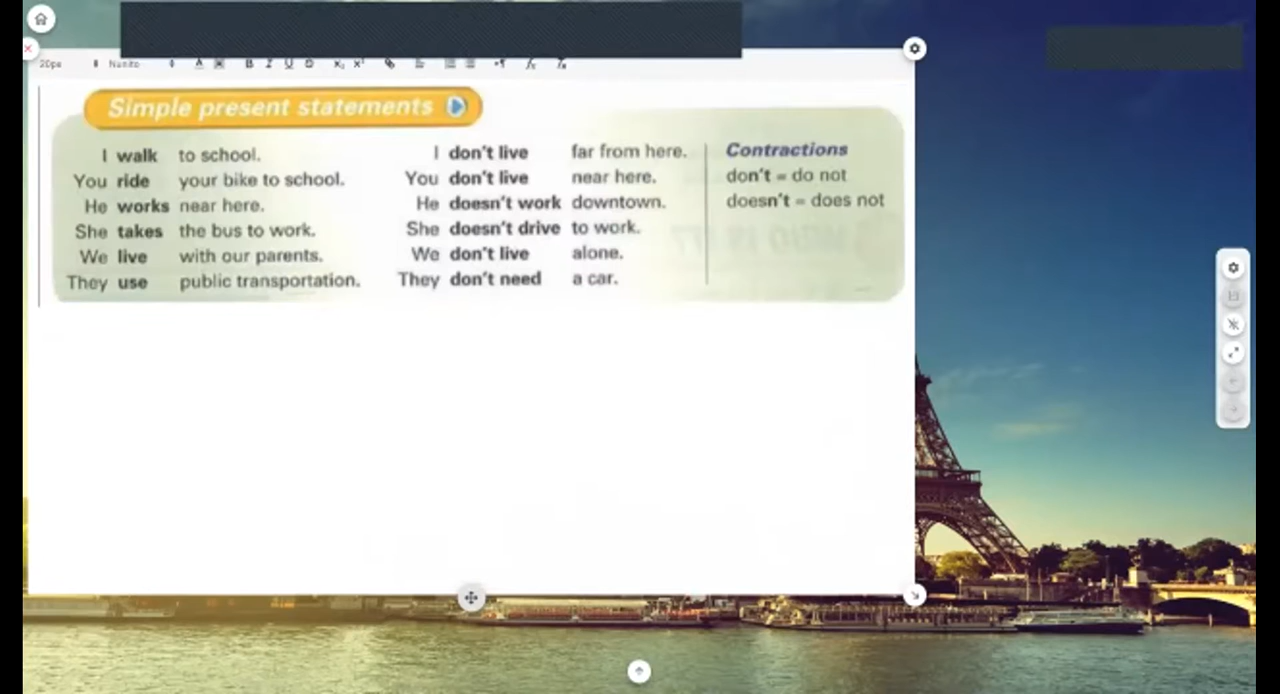 20px Nunito A B I U
Simple present statements
I walk to school.
You ride your bike to school.
He works near here.
She takes the bus to work.
We live with our parents.
They use public transportation.
I don't live far from here.
You don't live near here.
He doesn't work downtown.
She doesn't drive to work.
We don't live alone.
They don't need a car.
Contractions
don't = do not
doesn't = does not